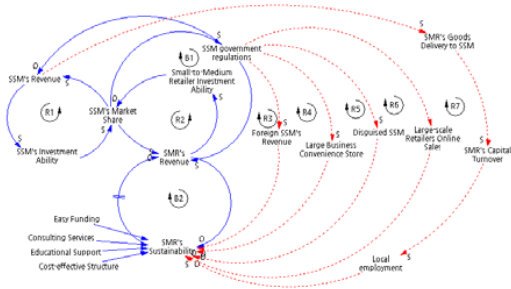 S
SMR's Goods
Delivery to SSM
SSM government
regulations
B1
SSM's Revenue
Small-to-Medium
Retailer Investment
Ability
S
O
S
S
R1
SSM's Market
Share
R2
R3
R4
R5
R6
R7
S
Foreign SSM's
Revenue
Large Business
Convenience Store
Disguised SSM
Large-scale
Retailers Online
Sales
SMR's Capital
Turnover
SSM's Investment
Ability
SMR's
Revenue
B2
Easy Funding
Consulting Services
Educational Support
Cost-effective Structure
SMR's
Sustainability
O
Local
employment
S